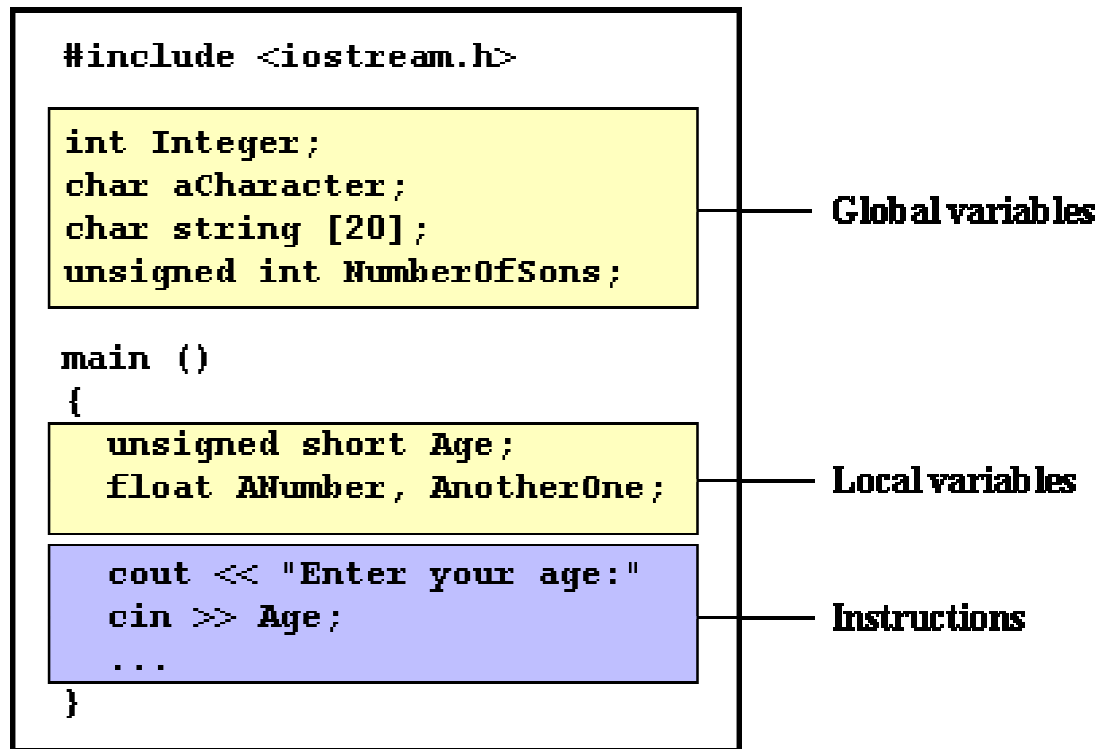 #include <iostream.h>
int Integer;
char aCharacter;
char string [20];
unsigned int NumberOfSons;
Global variables
main ()
{
unsigned short Age;
float ANumber, AnotherOne;
Local variables
cout << "Enter your age:"
cin >> Age;
...
Instructions
}